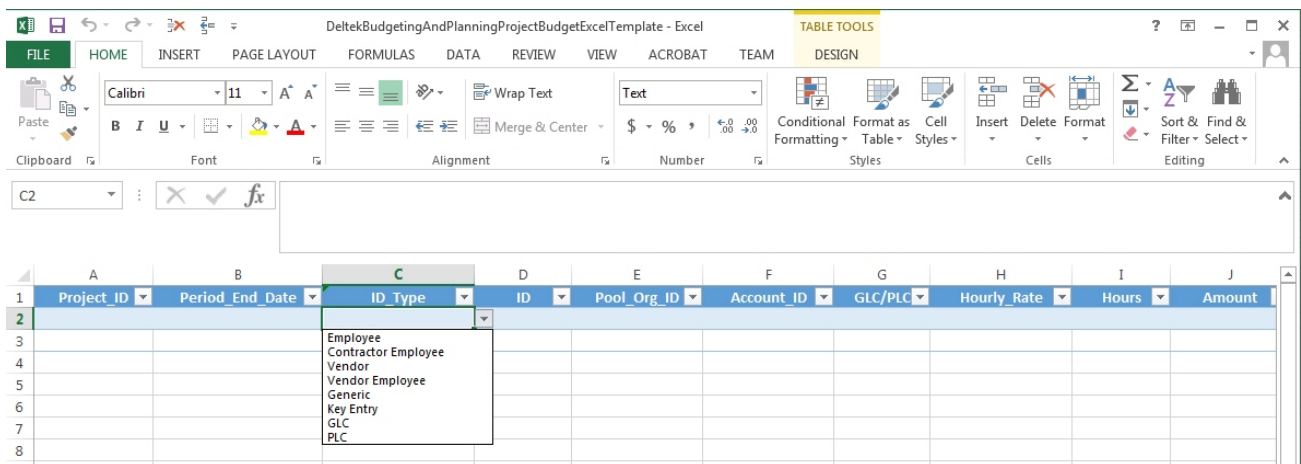 DeltekBudgetingAndPlanningProjectBudgetExcelTemplate - Excel TABLE TOOLS ?
FILE HOME INSERT PAGE LAYOUT FORMULAS DATA REVIEW VIEW ACROBAT TEAM DESIGN
Calibri 11 A A Wrap Text Text Σ A Z
Paste B I U A Merge & Center $ % , .00 .0 Conditional Formatting Format as Table Cell Styles Insert Delete Format Sort & Filter Find & Select
Clipboard Font Alignment Number Styles Cells Editing
C2 fx
A B C D E F G H I J
1 Project_ID Period_End_Date ID_Type ID Pool_Org_ID Account_ID GLC/PLC Hourly_Rate Hours Amount
2
3 Employee
Contractor Employee
4 Vendor
5 Vendor Employee
Generic
6 Key Entry
7 GLC
PLC
8